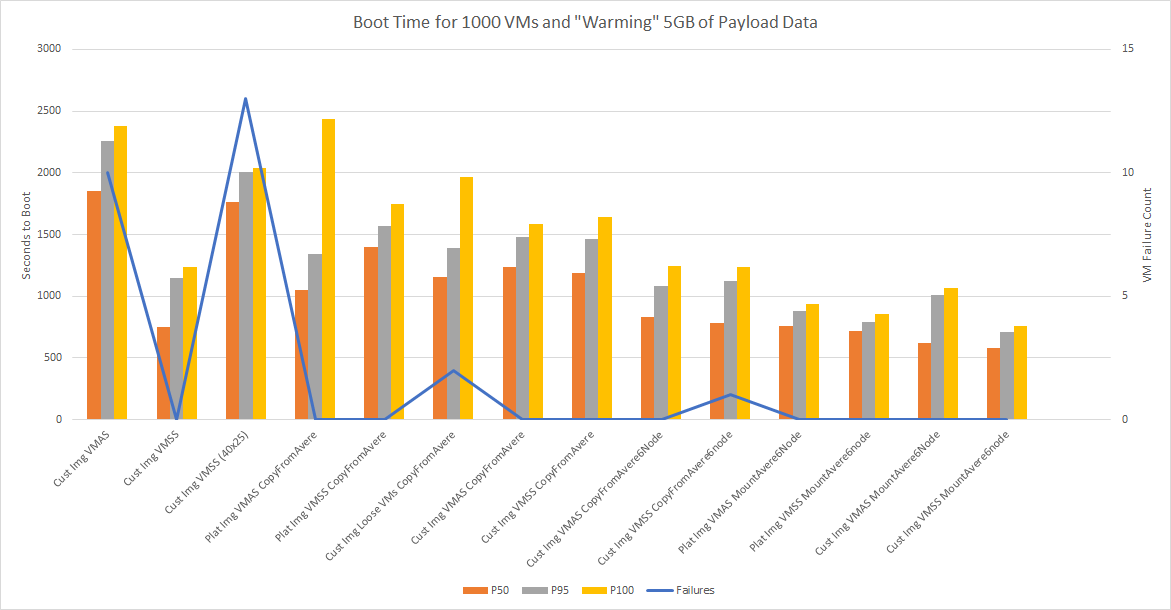 Boot Time for 1000 VMs and "Warming" 5GB of Payload Data
3000
2500
2000
1500
1000
500
0
Seconds to Boot
15
10
5
0
VM Failure Count
Cust Img VMAS
Cust Img VMSS
Cust Img VMSS (40x25)
Plat Img VMAS CopyFromAvere
Plat Img VMSS CopyFromAvere
Cust Img Loose VMs CopyFromAvere
Cust Img VMAS CopyFromAvere
Cust Img VMSS CopyFromAvere
Cust Img VMAS CopyFromAvere6Node
Cust Img VMSS CopyFromAvere6node
Plat Img VMAS MountAvere6Node
Plat Img VMSS MountAvere6node
Cust Img VMAS MountAvere6Node
Cust Img VMSS MountAvere6node
P50 P95 P100 Failures